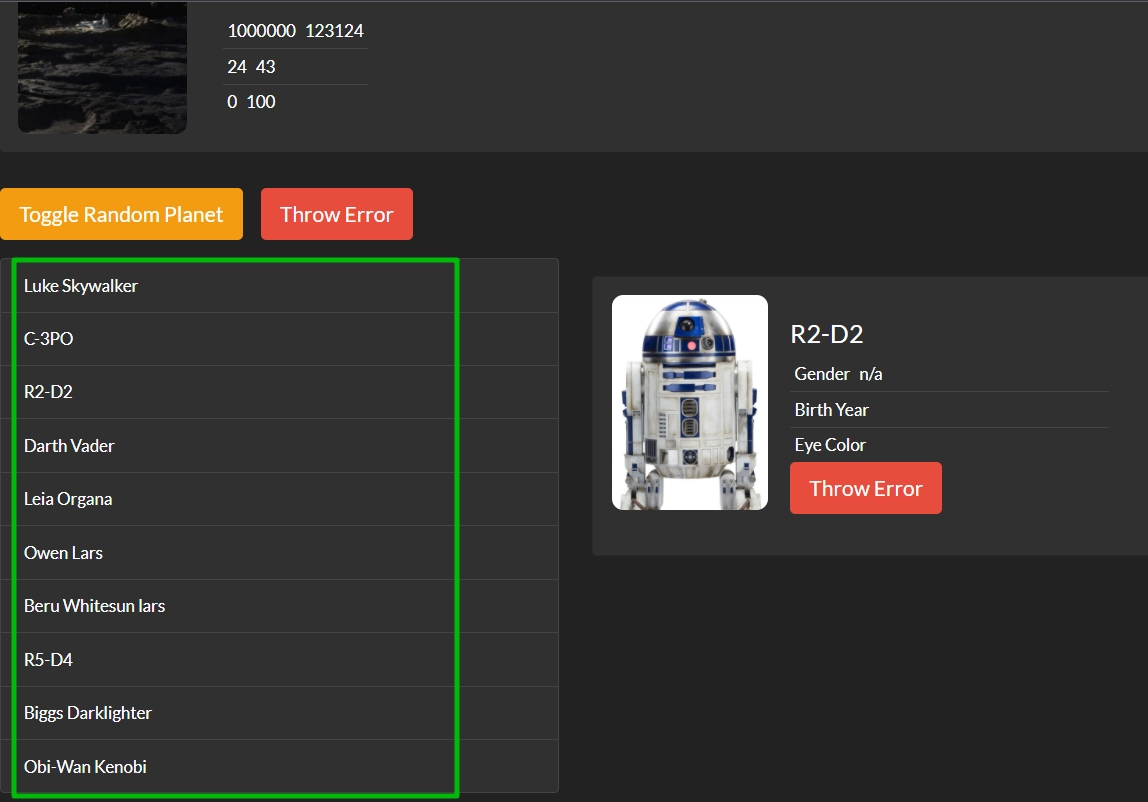 1000000 123124
24 43
0 100
Toggle Random Planet
Throw Error
Luke Skywalker
C-3PO
R2-D2
Darth Vader
Leia Organa
Owen Lars
Beru Whitesun lars
R5-D4
Biggs Darklighter
Obi-Wan Kenobi
R2-D2
Gender n/a
Birth Year
Eye Color
Throw Error